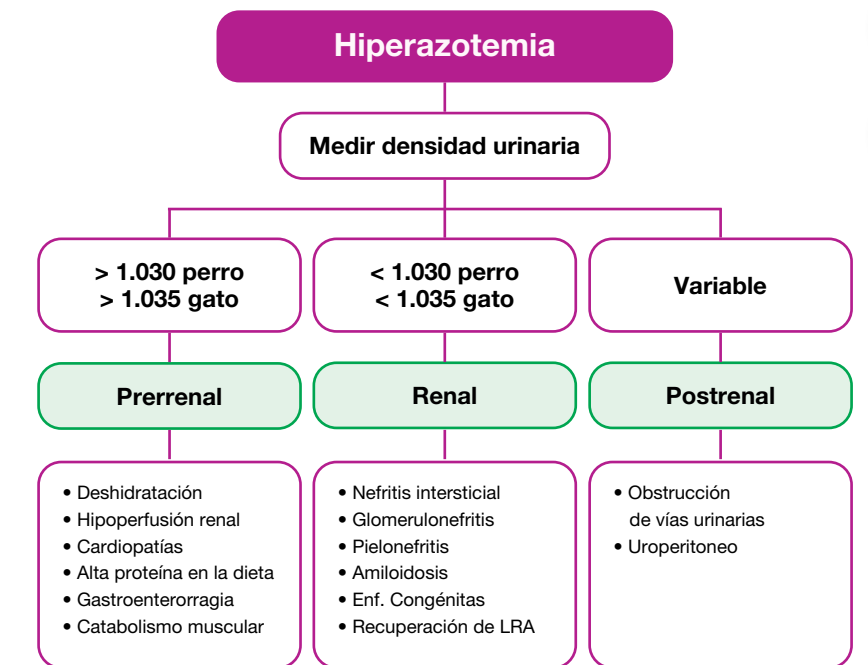 Hiperazotemia
Medir densidad urinaria
> 1.030 perro
> 1.035 gato
< 1.030 perro
< 1.035 gato
Variable
Prerrenal
Renal
Postrenal
• Deshidratación
• Hipoperfusión renal
• Cardiopatías
• Alta proteína en la dieta
• Gastroenterorragia
• Catabolismo muscular
• Nefritis intersticial
• Glomerulonefritis
• Pielonefritis
• Amiloidosis
• Enf. Congénitas
• Recuperación de LRA
• Obstrucción
de vías urinarias
• Uroperitoneo